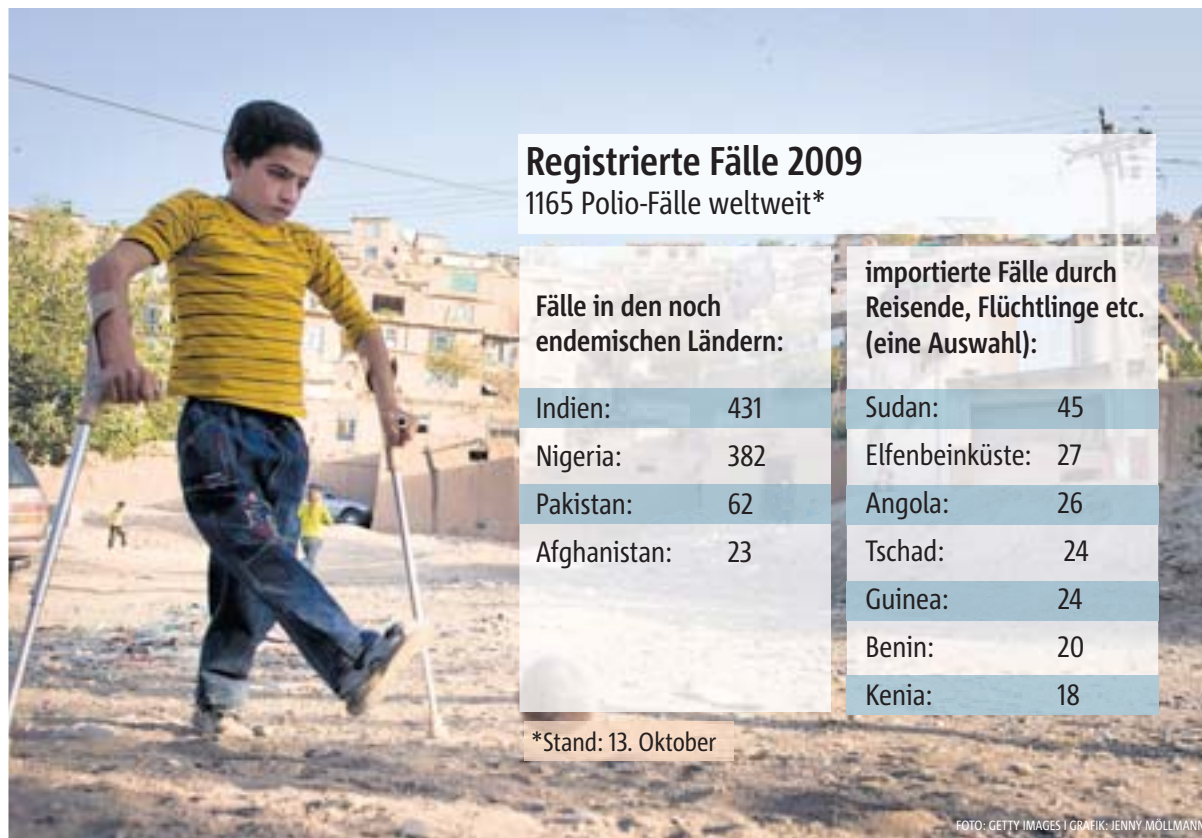 Registrierte Fälle 2009
1165 Polio-Fälle weltweit*
Fälle in den noch
endemischen Ländern:
Indien: 431
Nigeria: 382
Pakistan: 62
Afghanistan: 23
importierte Fälle durch
Reisende, Flüchtlinge etc.
(eine Auswahl):
Sudan: 45
Elfenbeinküste: 27
Angola: 26
Tschad: 24
Guinea: 24
Benin: 20
Kenia: 18
*Stand: 13. Oktober
FOTO: GETTY IMAGES | GRAFIK: JENNY MÖLLMANN